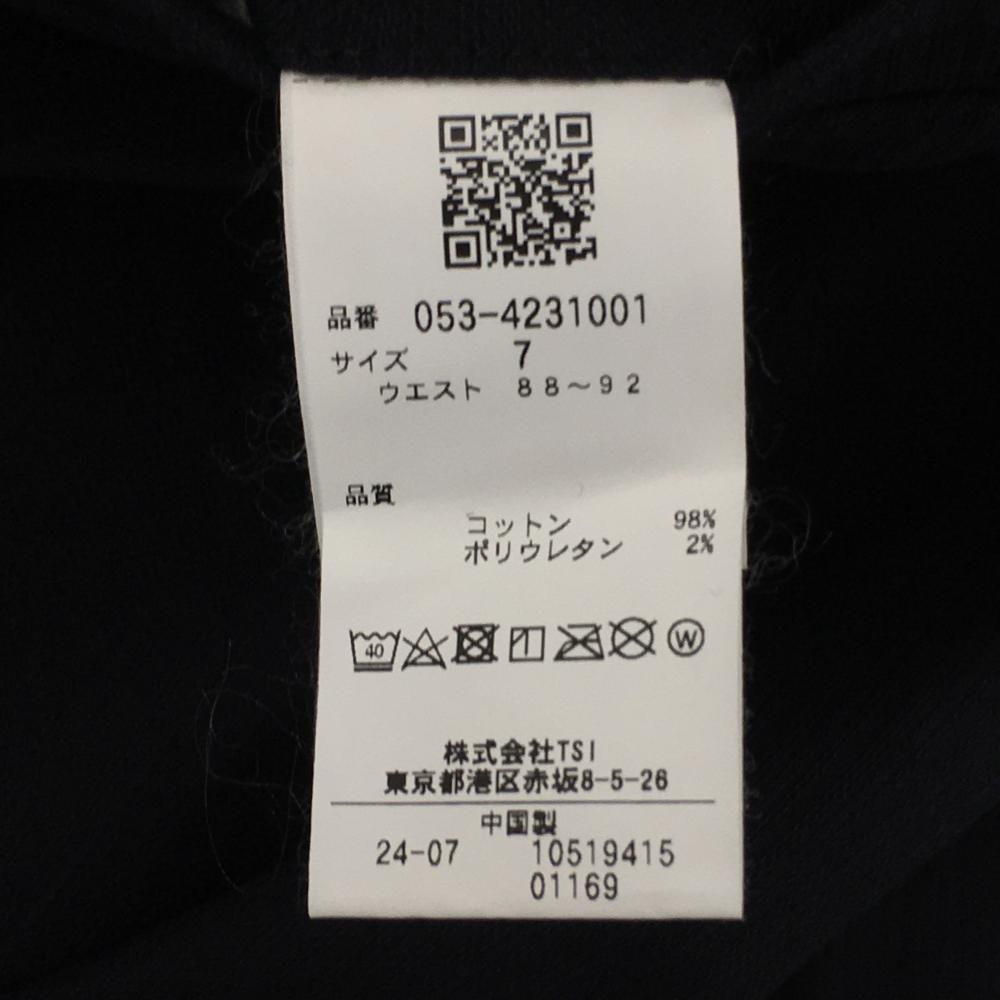 品番 053-4231001
サイズ 7
ウエスト 88〜92
品質
コットン 98%
ポリウレタン 2%
40 W
株式会社TSI
東京都港区赤坂8-5-26
中国製
24-07 10519415
01169